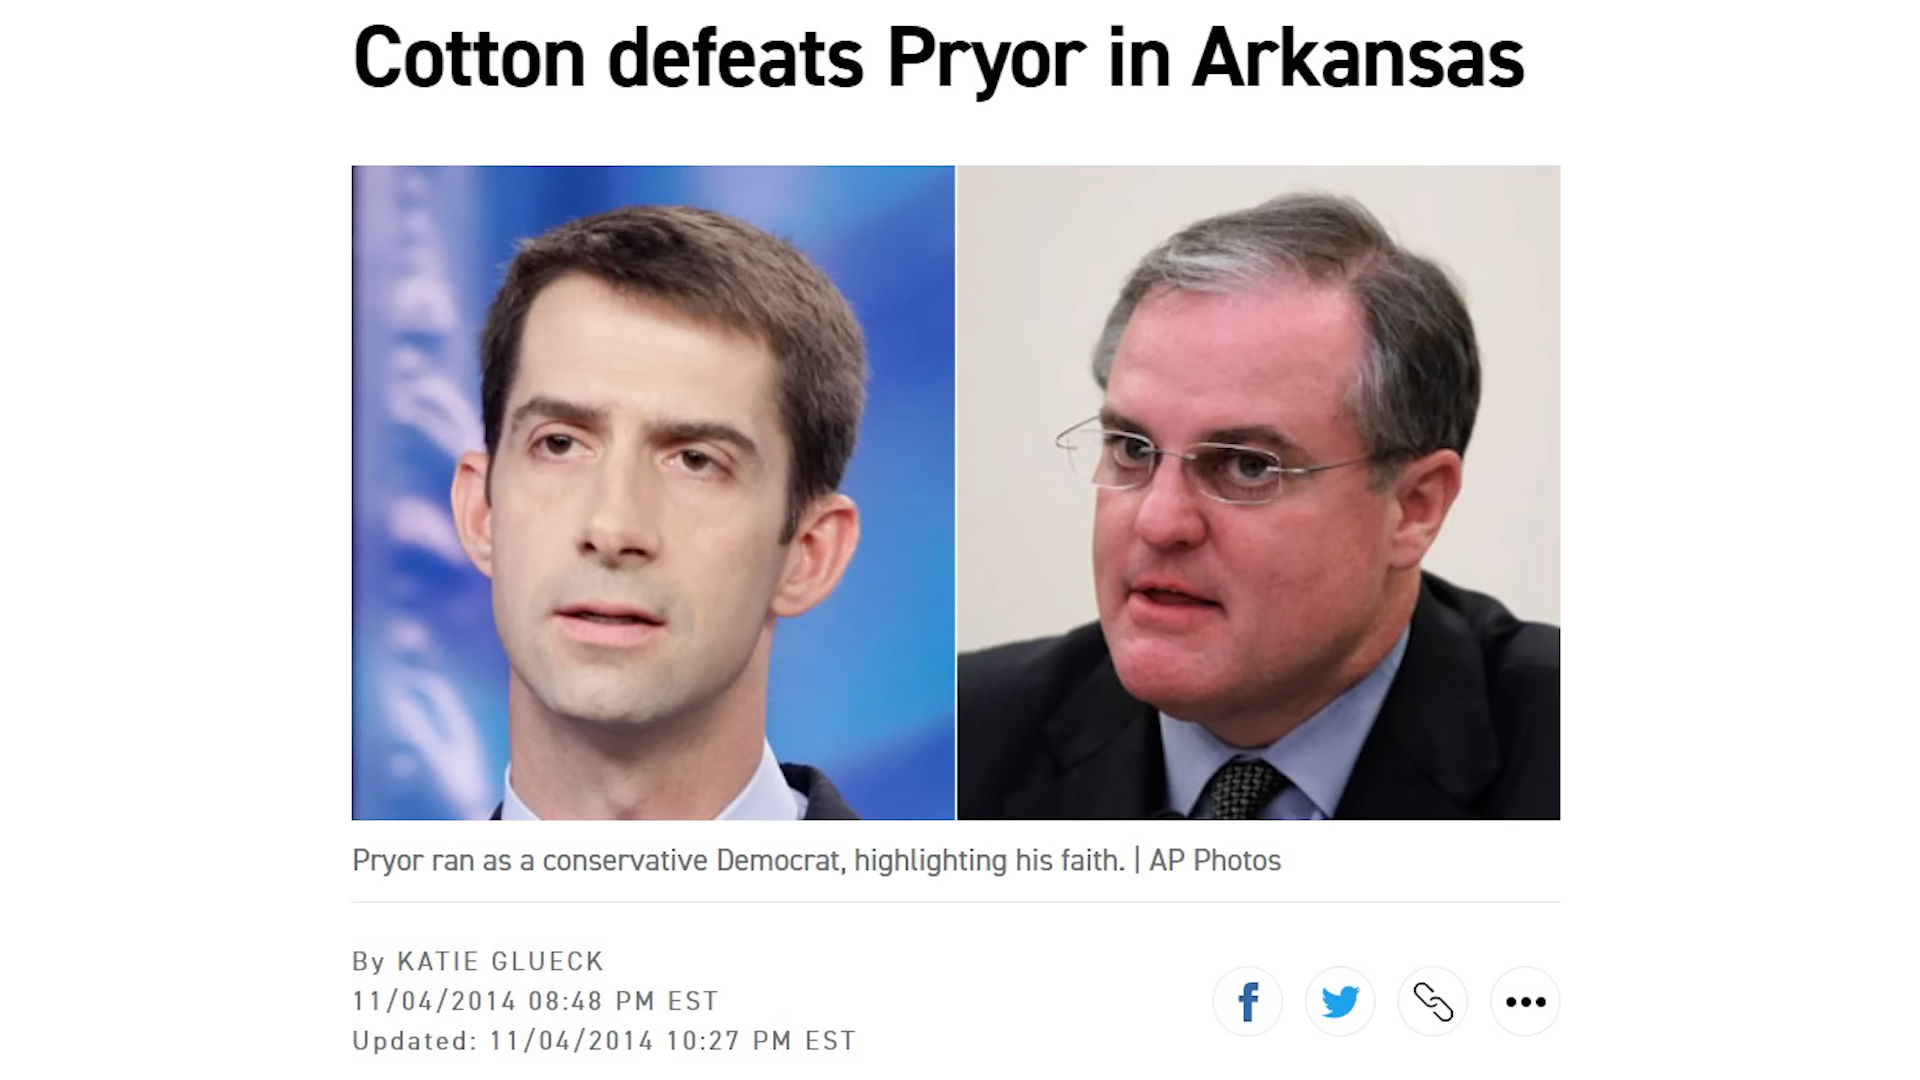 Cotton defeats Pryor in Arkansas
Pryor ran as a conservative Democrat, highlighting his faith. | AP Photos
By KATIE GLUECK
11/04/2014 08:48 PM EST
Updated: 11/04/2014 10:27 PM EST